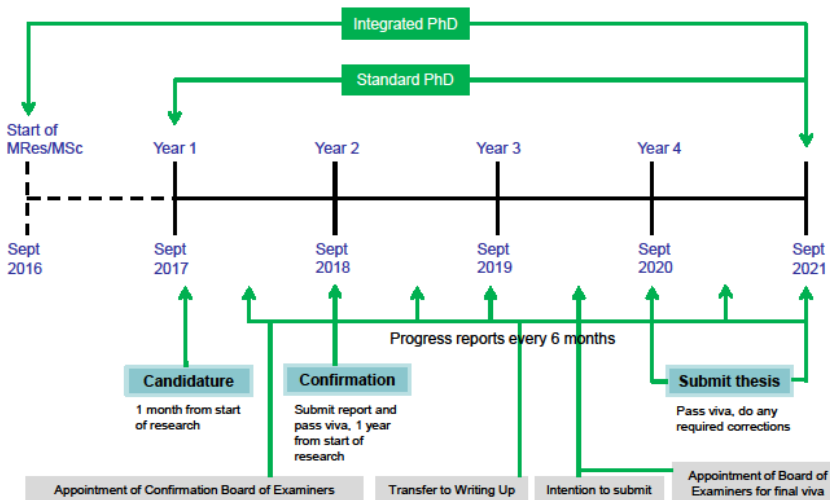 Integrated PhD
Standard PhD
Start of
MRes/MSc
Year 1
Year 2
Year 3
Year 4
Sept
2016
Sept
2017
Sept
2018
Sept
2019
Sept
2020
Sept
2021
Progress reports every 6 months
Candidature
1 month from start
of research
Confirmation
Submit report and
pass viva, 1 year
from start of
research
Submit thesis
Pass viva, do any
required corrections
Appointment of Confirmation Board of Examiners
Transfer to Writing Up
Intention to submit
Appointment of Board of
Examiners for final viva